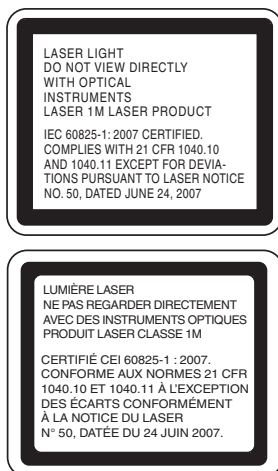 LASER LIGHT
DO NOT VIEW DIRECTLY
WITH OPTICAL
INSTRUMENTS
LASER 1M LASER PRODUCT
IEC 60825-1: 2007 CERTIFIED.
COMPLIES WITH 21 CFR 1040.10
AND 1040.11 EXCEPT FOR DEVIA-
TIONS PURSUANT TO LASER NOTICE
NO. 50, DATED JUNE 24, 2007
LUMIÈRE LASER
NE PAS REGARDER DIRECTEMENT
AVEC DES INSTRUMENTS OPTIQUES
PRODUIT LASER CLASSE 1M
CERTIFIÉ CEI 60825-1 : 2007.
CONFORME AUX NORMES 21 CFR
1040.10 ET 1040.11 À L'EXCEPTION
DES ÉCARTS CONFORMÉMENT
À LA NOTICE DU LASER
N° 50, DATÉE DU 24 JUIN 2007.